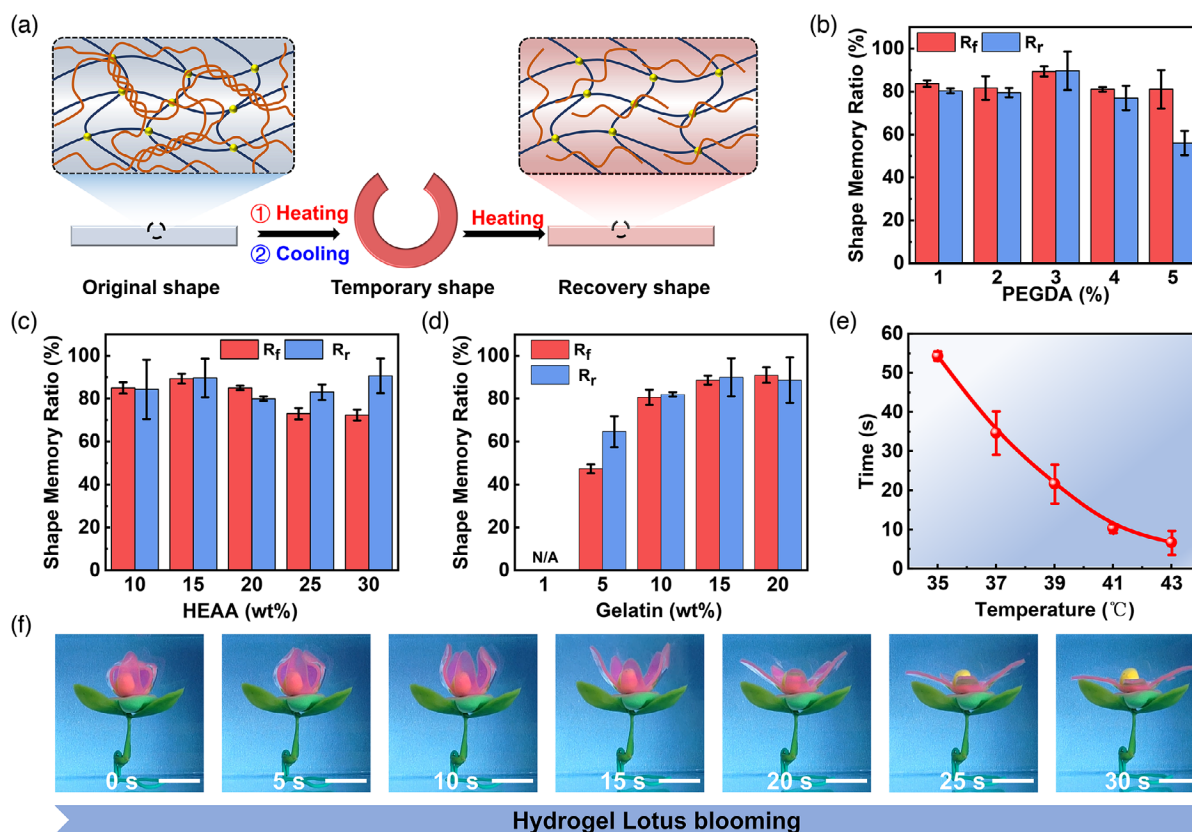 (a)
① Heating
② Cooling
Heating
Original shape
Temporary shape
Recovery shape
(b)
Shape Memory Ratio (%)
100
80
60
40
20
0
Rf
Rr
1 2 3 4 5
PEGDA (%)
(c)
Shape Memory Ratio (%)
100
80
60
40
20
0
Rf
Rr
10 15 20 25 30
HEAA (wt%)
(d)
Shape Memory Ratio (%)
100
80
60
40
20
0
Rf
Rr
N/A
1 5 10 15 20
Gelatin (wt%)
(e)
Time (s)
60
50
40
30
20
10
0
35 37 39 41 43
Temperature (℃)
(f)
0 s
5 s
10 s
15 s
20 s
25 s
30 s
Hydrogel Lotus blooming